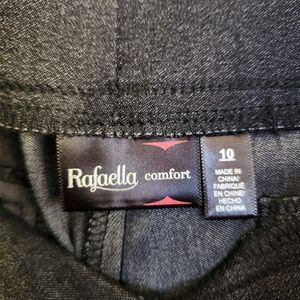 Rafaella comfort
10
MADE IN
CHINA/
FABRIQUÉ
EN CHINE/
HECHO
EN CHINA